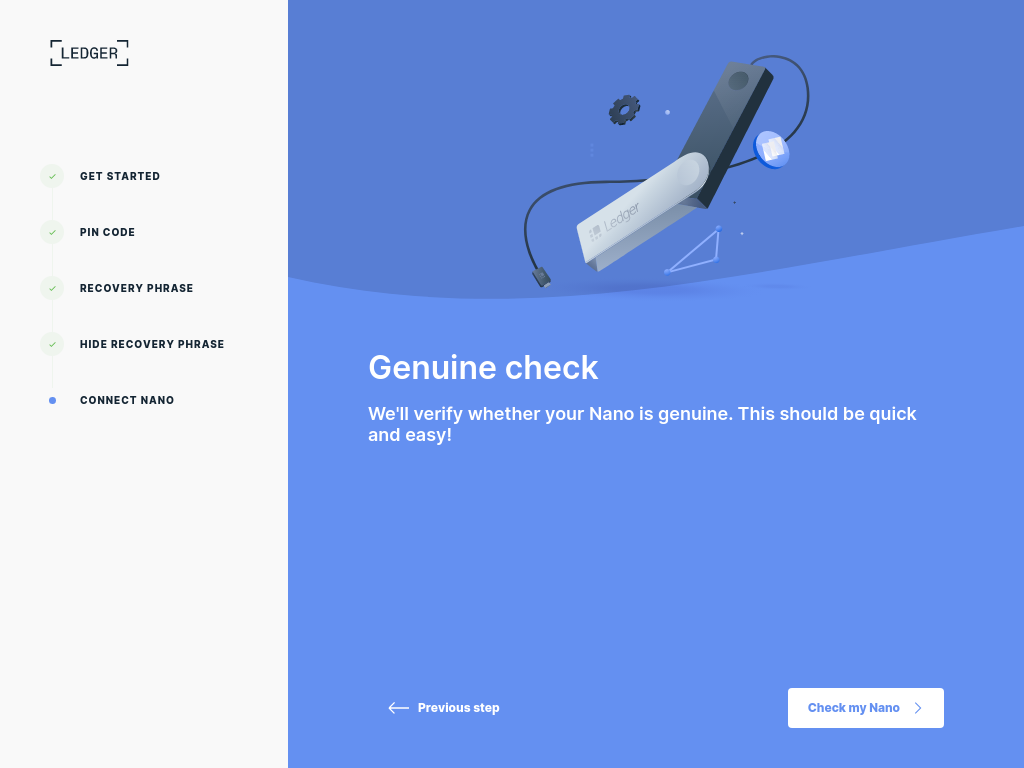 LEDGER
GET STARTED
PIN CODE
RECOVERY PHRASE
HIDE RECOVERY PHRASE
CONNECT NANO
Ledger
Genuine check
We'll verify whether your Nano is genuine. This should be quick
and easy!
Previous step
Check my Nano